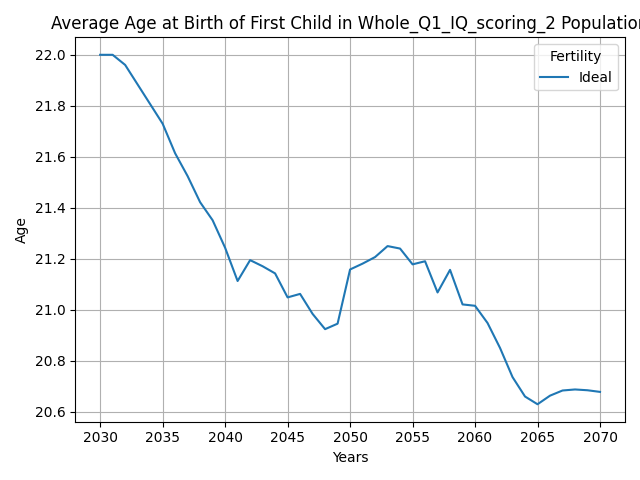 Average Age at Birth of First Child in Whole_Q1_IQ_scoring_2 Population
Fertility
Ideal
22.0
21.8
21.6
21.4
21.2
21.0
20.8
20.6
Age
2030 2035 2040 2045 2050 2055 2060 2065 2070
Years